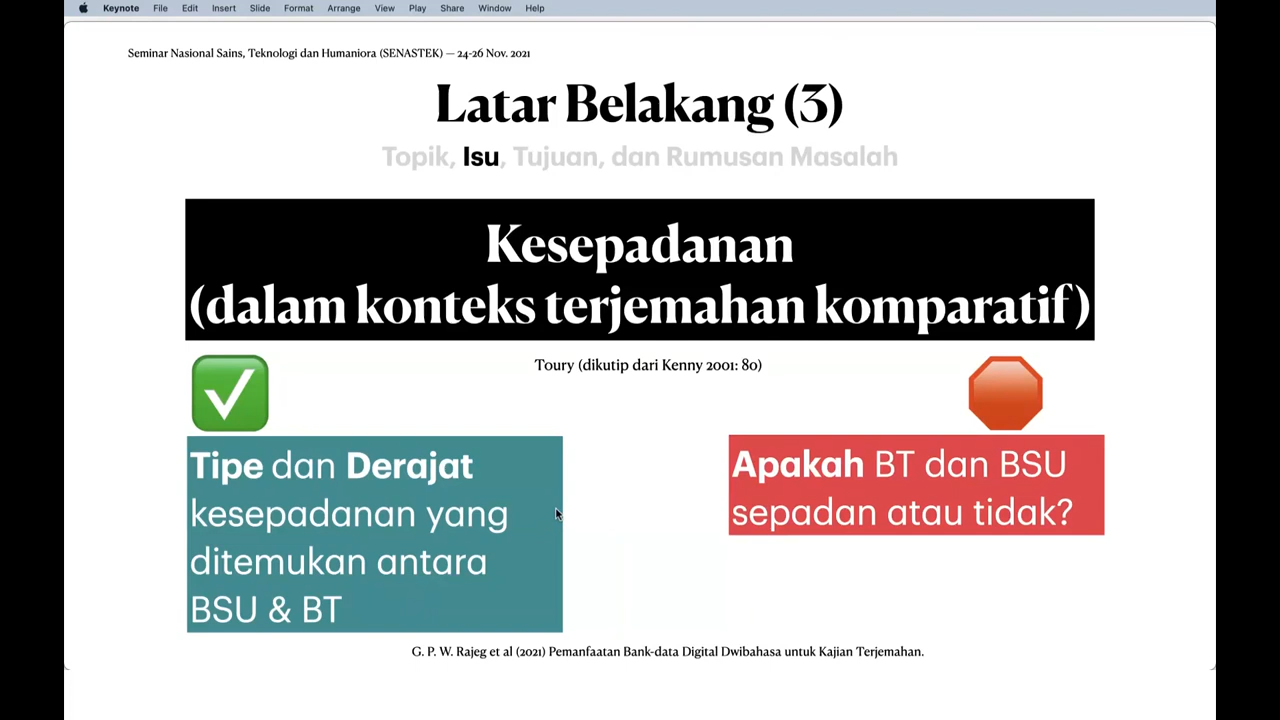 Keynote File Edit Insert Slide Format Arrange View Play Share Window Help
Seminar Nasional Sains, Teknologi dan Humaniora (SENASTEK) — 24-26 Nov. 2021
Latar Belakang (3)
Topik, Isu, Tujuan, dan Rumusan Masalah
Kesepadanan
(dalam konteks terjemahan komparatif)
Toury (dikutip dari Kenny 2001: 80)
Tipe dan Derajat
kesepadanan yang
ditemukan antara
BSU & BT
Apakah BT dan BSU
sepadan atau tidak?
G. P. W. Rajeg et al (2021) Pemanfaatan Bank-data Digital Dwibahasa untuk Kajian Terjemahan.